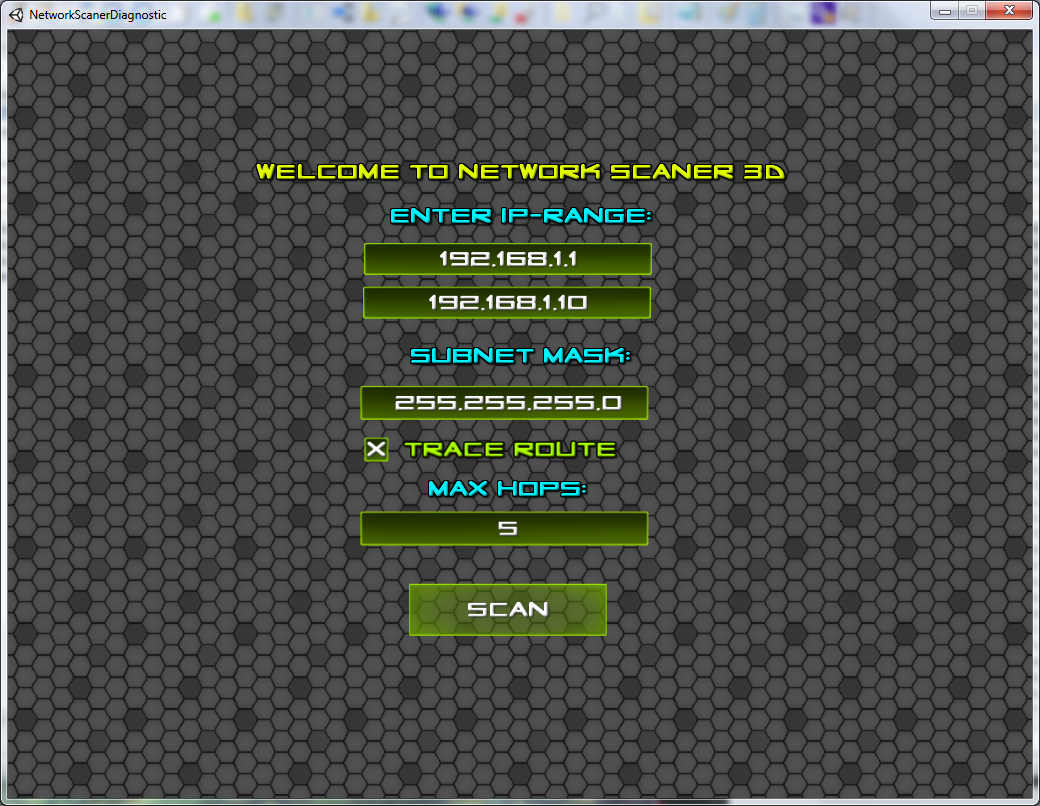 NetworkScanerDiagnostic
WELCOME TO NETWORK SCANER 3D
ENTER IP-RANGE:
192.168.1.1
192.168.1.10
SUBNET MASK:
255.255.255.0
TRACE ROUTE
MAX HOPS:
5
SCAN